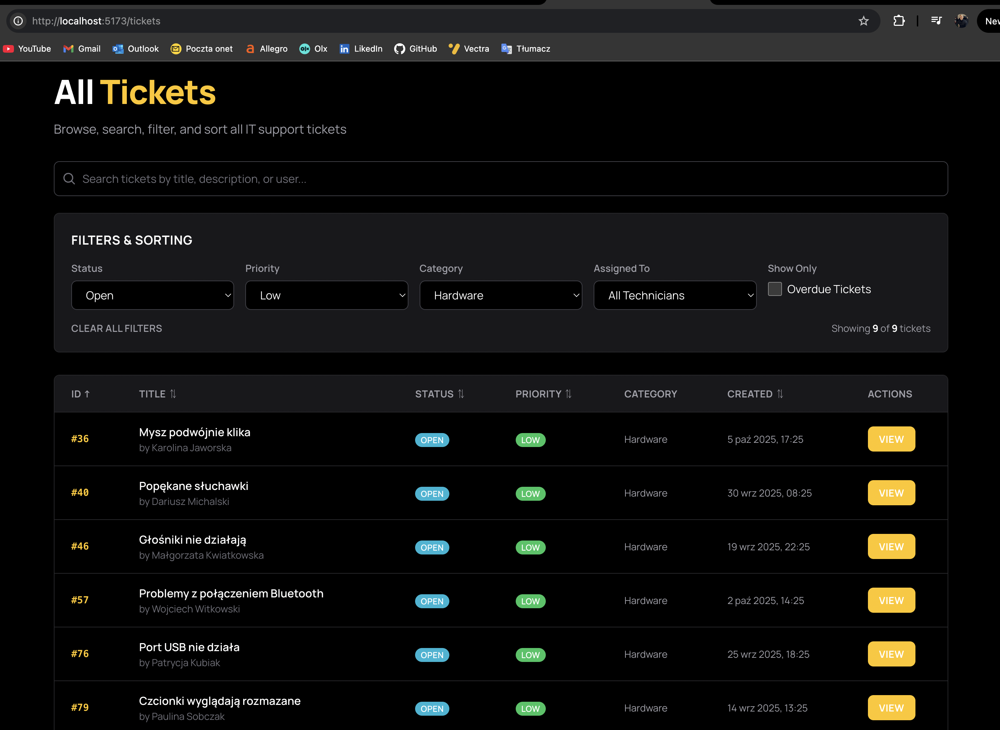 http://localhost:5173/tickets
YouTube Gmail Outlook Poczta onet Allegro Olx LikedIn GitHub Vectra Tłumacz
All Tickets
Browse, search, filter, and sort all IT support tickets
Search tickets by title, description, or user...
FILTERS & SORTING
Status Priority Category Assigned To Show Only
Open Low Hardware All Technicians Overdue Tickets
CLEAR ALL FILTERS Showing 9 of 9 tickets
ID ↑ TITLE ⇅ STATUS ⇅ PRIORITY ⇅ CATEGORY CREATED ⇅ ACTIONS
#36 Mysz podwójnie klika OPEN LOW Hardware 5 paź 2025, 17:25 VIEW
by Karolina Jaworska
#40 Popękane słuchawki OPEN LOW Hardware 30 wrz 2025, 08:25 VIEW
by Dariusz Michalski
#46 Głośniki nie działają OPEN LOW Hardware 19 wrz 2025, 22:25 VIEW
by Małgorzata Kwiatkowska
#57 Problemy z połączeniem Bluetooth OPEN LOW Hardware 2 paź 2025, 14:25 VIEW
by Wojciech Witkowski
#76 Port USB nie działa OPEN LOW Hardware 25 wrz 2025, 18:25 VIEW
by Patrycja Kubiak
#79 Czcionki wyglądają rozmazane OPEN LOW Hardware 14 wrz 2025, 13:25 VIEW
by Paulina Sobczak